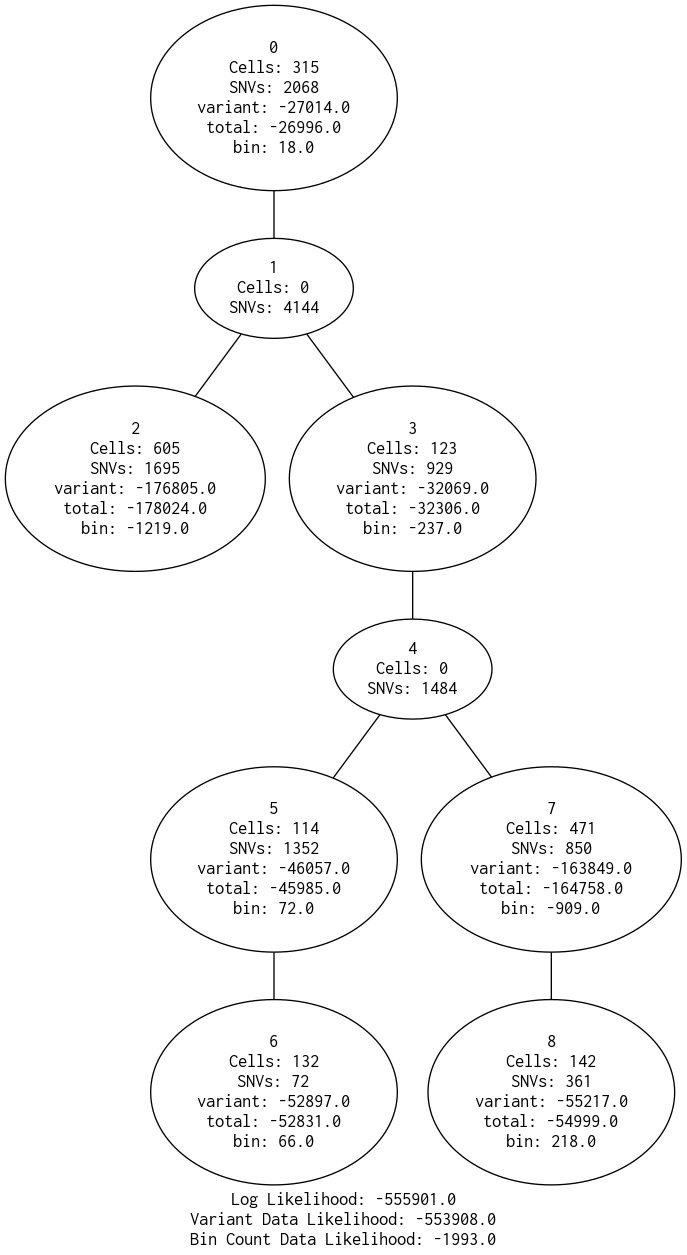 0
Cells: 315
SNVs: 2068
variant: -27014.0
total: -26996.0
bin: 18.0
1
Cells: 0
SNVs: 4144
2
Cells: 605
SNVs: 1695
variant: -176805.0
total: -178024.0
bin: -1219.0
3
Cells: 123
SNVs: 929
variant: -32069.0
total: -32306.0
bin: -237.0
4
Cells: 0
SNVs: 1484
5
Cells: 114
SNVs: 1352
variant: -46057.0
total: -45985.0
bin: 72.0
7
Cells: 471
SNVs: 850
variant: -163849.0
total: -164758.0
bin: -909.0
6
Cells: 132
SNVs: 72
variant: -52897.0
total: -52831.0
bin: 66.0
8
Cells: 142
SNVs: 361
variant: -55217.0
total: -54999.0
bin: 218.0
Log Likelihood: -555901.0
Variant Data Likelihood: -553908.0
Bin Count Data Likelihood: -1993.0